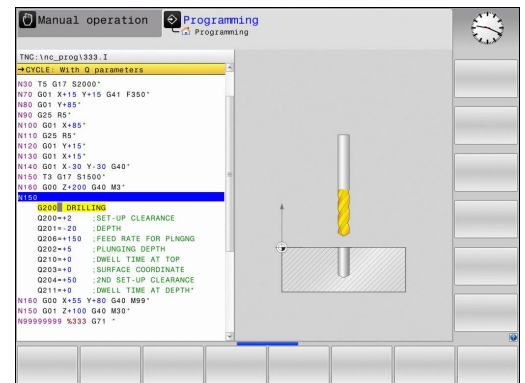 Manual operation
Programming
Programming
TNC:\nc_prog\333.I
→CYCLE: With Q parameters
N30 T5 G17 S2000*
N70 G01 X+15 Y+15 G41 F350*
N80 G01 Y+85*
N90 G25 R5*
N100 G01 X+85*
N110 G25 R5*
N120 G01 Y+15*
N130 G01 X+15*
N140 G01 X-30 Y-30 G40*
N150 T3 G17 S1500*
N160 G00 Z+200 G40 M3*
N150
G200 DRILLING
Q200=+2 ;SET-UP CLEARANCE
Q201=-20 ;DEPTH
Q206=+150 ;FEED RATE FOR PLNGNG
Q202=+5 ;PLUNGING DEPTH
Q210=+0 ;DWELL TIME AT TOP
Q203=+0 ;SURFACE COORDINATE
Q204=+50 ;2ND SET-UP CLEARANCE
Q211=+0 ;DWELL TIME AT DEPTH*
N160 G00 X+55 Y+80 G40 M99*
N150 G01 Z+100 G40 M30*
N99999999 %333 G71 *